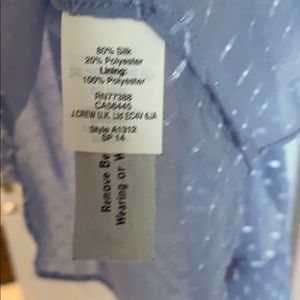 80% Silk
20% Polyester
Lining:
100% Polyester
RN77388
CA56445
J.CREW U.K. Ltd EC4V 6JA
Style A1312
SP 14
Remove Be
Wearing or W